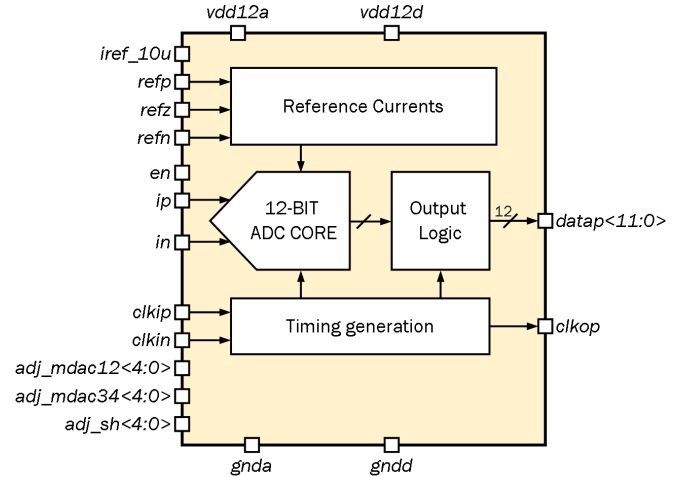 vdd12a
vdd12d
iref_10u
refp
refz
refn
Reference Currents
en
ip
in
12-BIT
ADC CORE
Output
Logic
12
datap<11:0>
clkip
clkin
Timing generation
clkop
adj_mdac12<4:0>
adj_mdac34<4:0>
adj_sh<4:0>
gnda
gndd